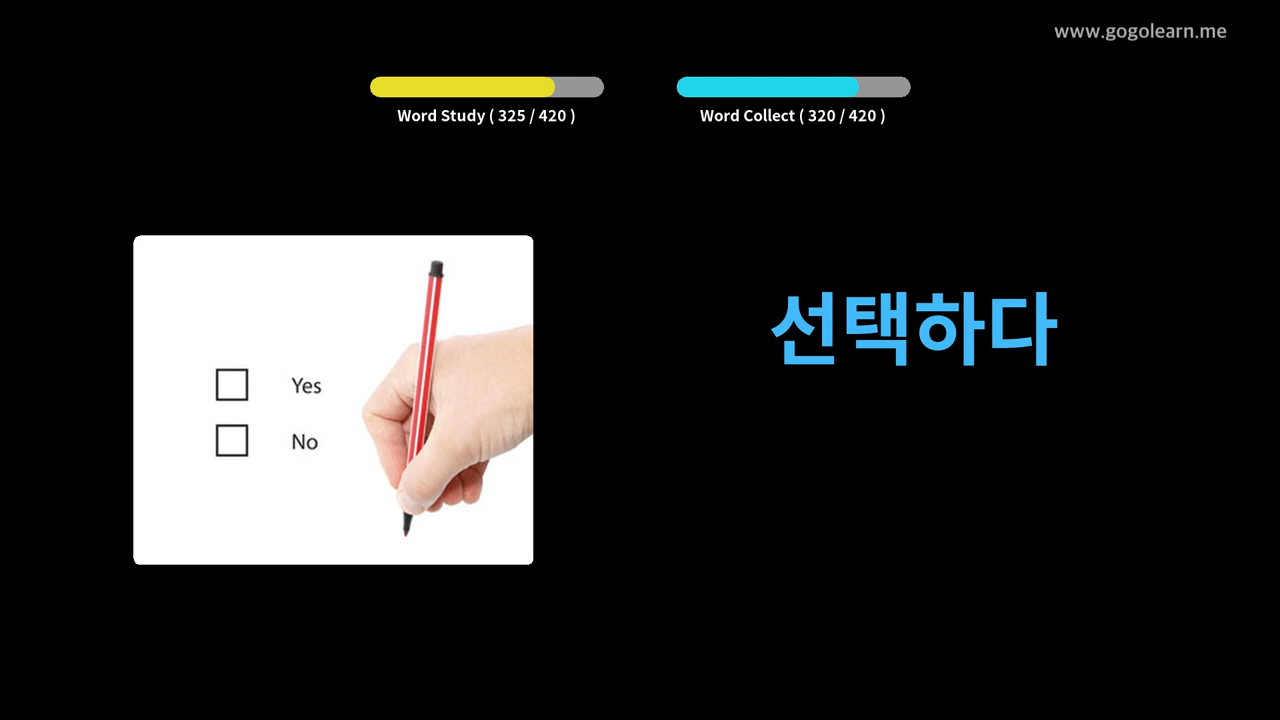 www.gogolearn.me
Word Study ( 325 / 420 )
Word Collect ( 320 / 420 )
선택하다
Yes
No